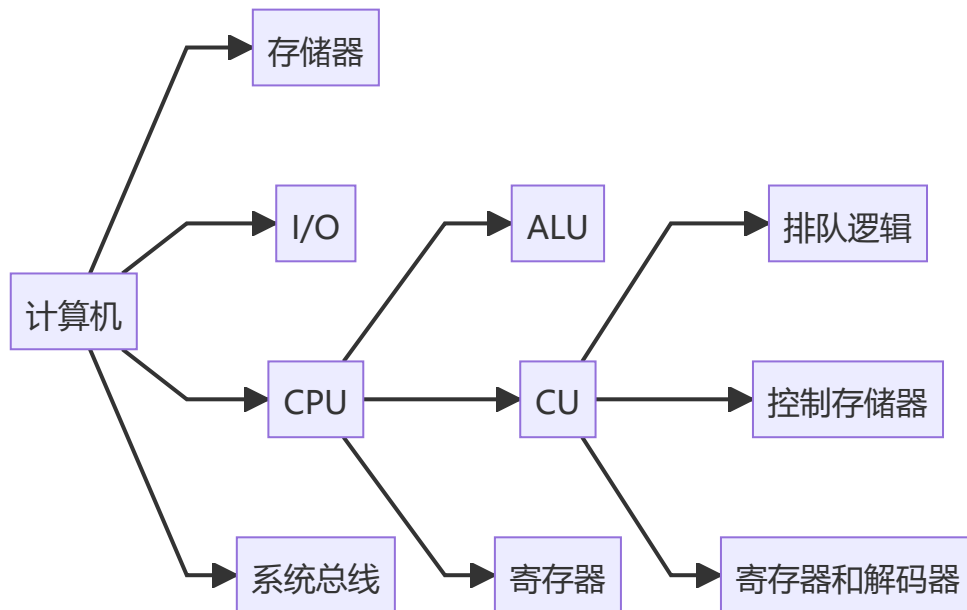 存储器
I/O
ALU
排队逻辑
计算机
CPU
CU
控制存储器
系统总线
寄存器
寄存器和解码器